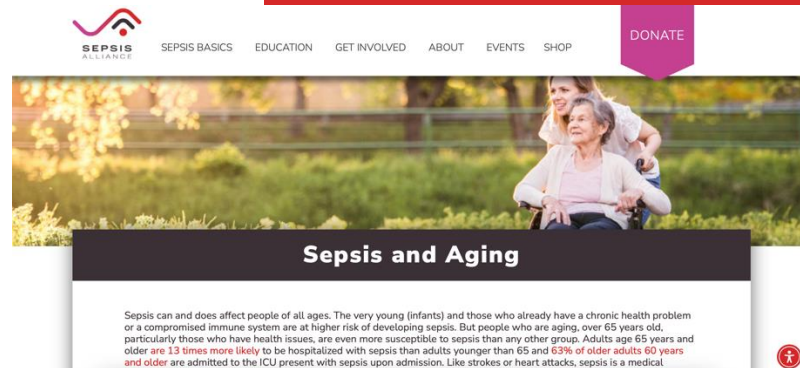 SEPSIS
ALLIANCE
SEPSIS BASICS EDUCATION GET INVOLVED ABOUT EVENTS SHOP
DONATE
Sepsis and Aging
Sepsis can and does affect people of all ages. The very young (infants) and those who already have a chronic health problem
or a compromised immune system are at higher risk of developing sepsis. But people who are aging, over 65 years old,
particularly those who have health issues, are even more susceptible to sepsis than any other group. Adults age 65 years and
older are 13 times more likely to be hospitalized with sepsis than adults younger than 65 and 63% of older adults 60 years
and older are admitted to the ICU present with sepsis upon admission. Like strokes or heart attacks, sepsis is a medical